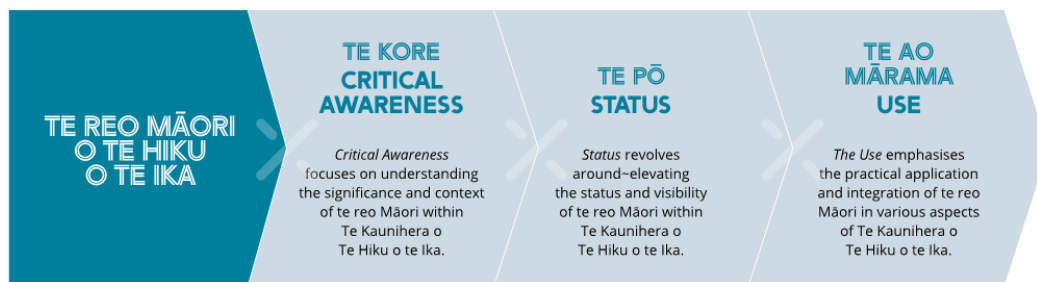 TE REO MĀORI
O TE HIKU
O TE IKA
TE KORE
CRITICAL
AWARENESS
Critical Awareness
focuses on understanding
the significance and context
of te reo Māori within
Te Kaunihera o
Te Hiku o te Ika.
TE PŌ
STATUS
Status revolves
around~elevating
the status and visibility
of te reo Māori within
Te Kaunihera o
Te Hiku o te Ika.
TE AO
MĀRAMA
USE
The Use emphasises
the practical application
and integration of te reo
Māori in various aspects
of Te Kaunihera o
Te Hiku o te Ika.